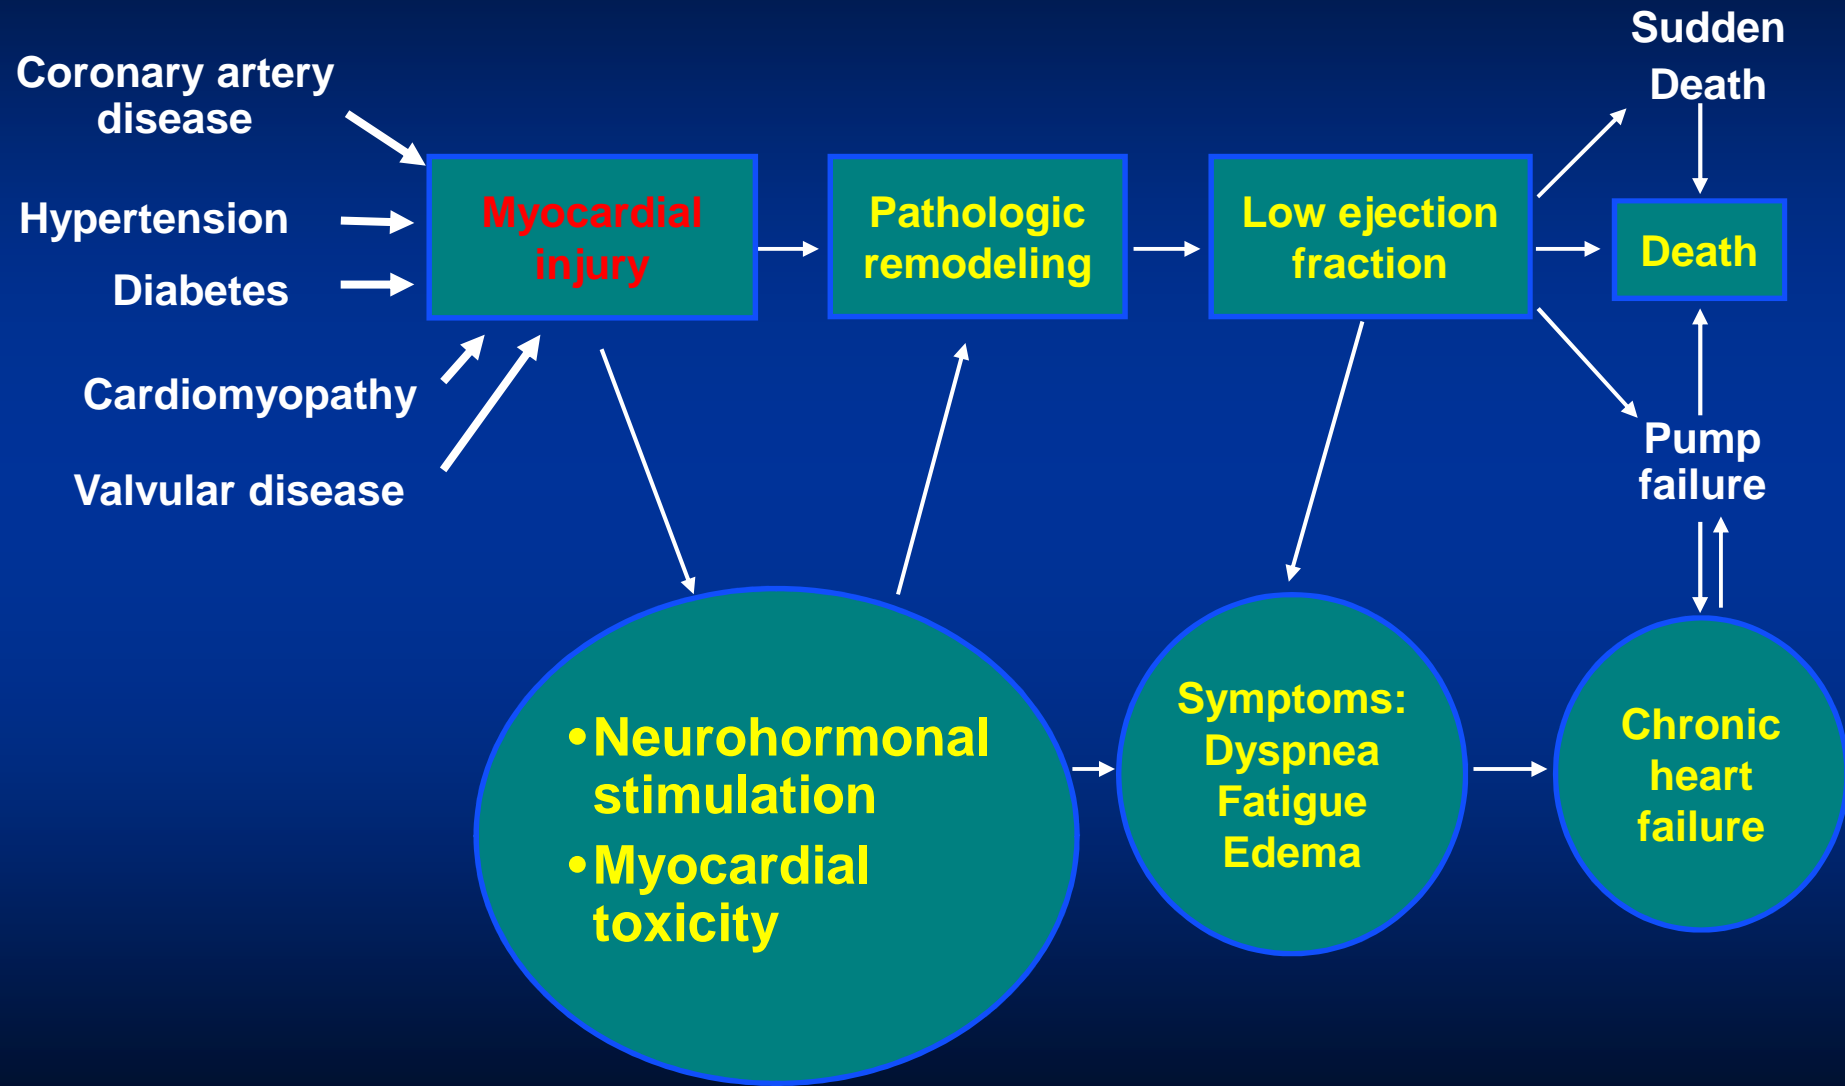 Coronary artery
disease
Hypertension
Diabetes
Cardiomyopathy
Valvular disease
Myocardial
injury
Pathologic
remodeling
Low ejection
fraction
Sudden
Death
Death
Pump
failure
•Neurohormonal
stimulation
•Myocardial
toxicity
Symptoms:
Dyspnea
Fatigue
Edema
Chronic
heart
failure